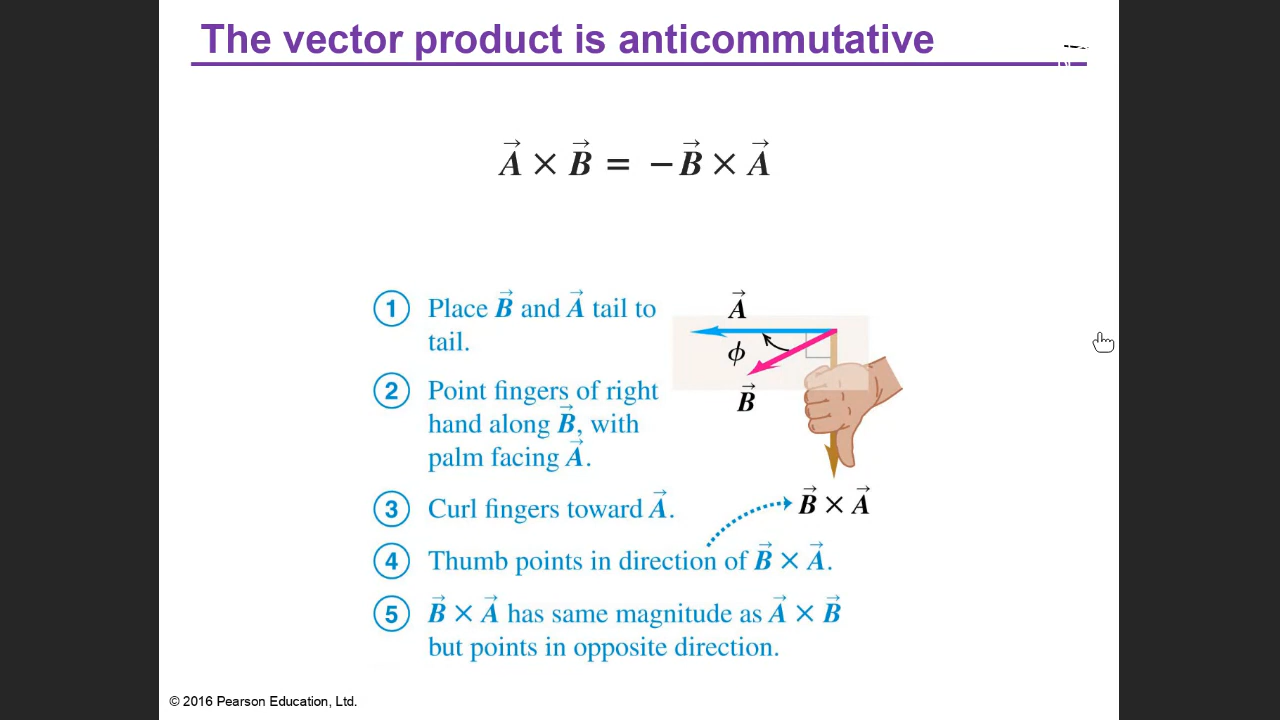 The vector product is anticommutative
A⃗ × B⃗ = −B⃗ × A⃗
1 Place B⃗ and A⃗ tail to
tail.
2 Point fingers of right
hand along B⃗, with
palm facing A⃗.
3 Curl fingers toward A⃗.
4 Thumb points in direction of B⃗ × A⃗.
5 B⃗ × A⃗ has same magnitude as A⃗ × B⃗
but points in opposite direction.
A⃗
ϕ
B⃗
B⃗ × A⃗
© 2016 Pearson Education, Ltd.